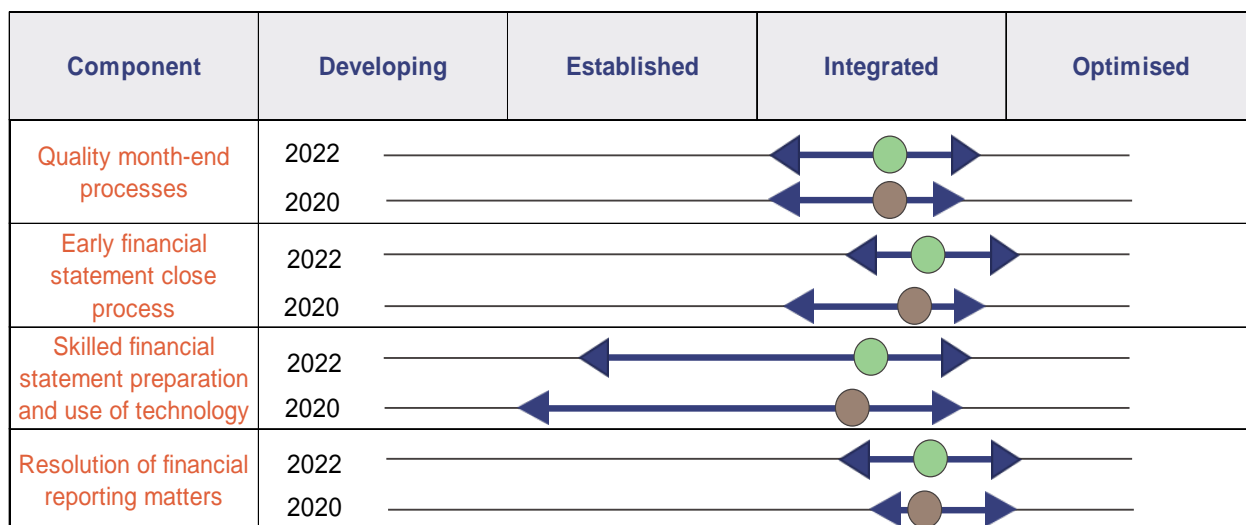 Component Developing Established Integrated Optimised
Quality month-end
processes
2022
2020
Early financial
statement close
process
2022
2020
Skilled financial
statement preparation
and use of technology
2022
2020
Resolution of financial
reporting matters
2022
2020